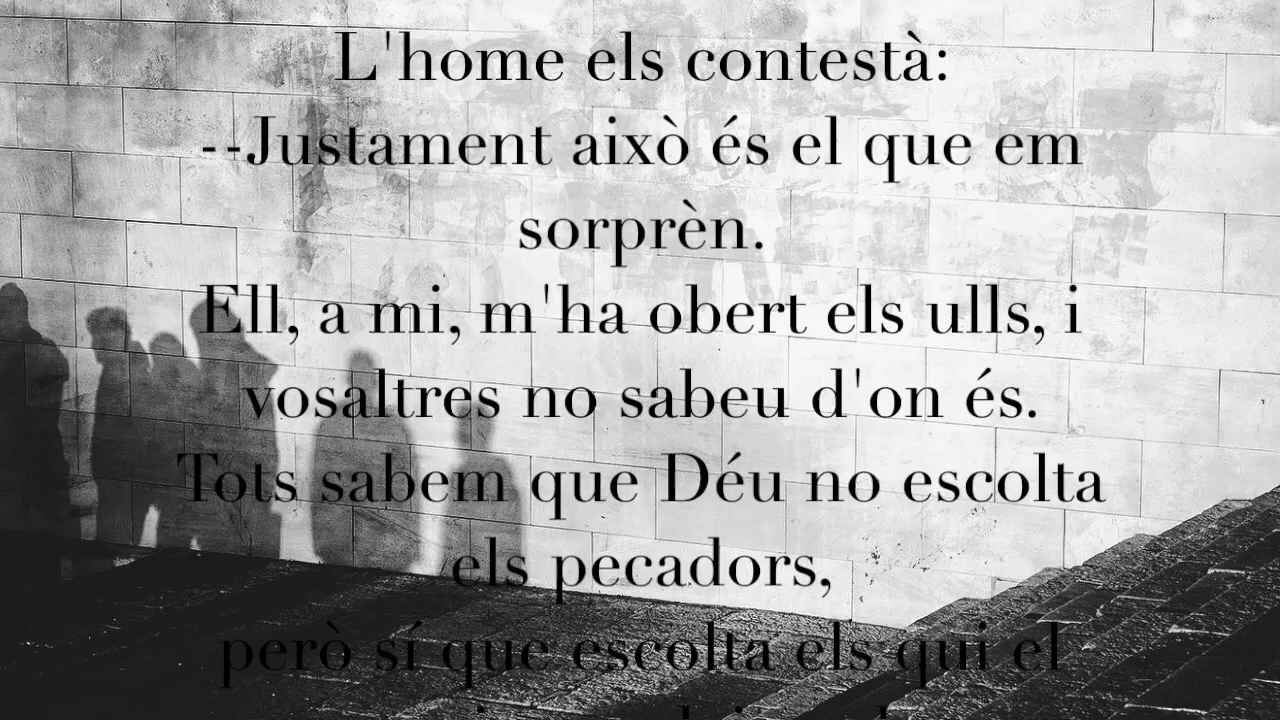 L'home els contestà:
--Justament això és el que em
sorprèn.
Ell, a mi, m'ha obert els ulls, i
vosaltres no sabeu d'on és.
Tots sabem que Déu no escolta
els pecadors,
però sí que escolta els qui el